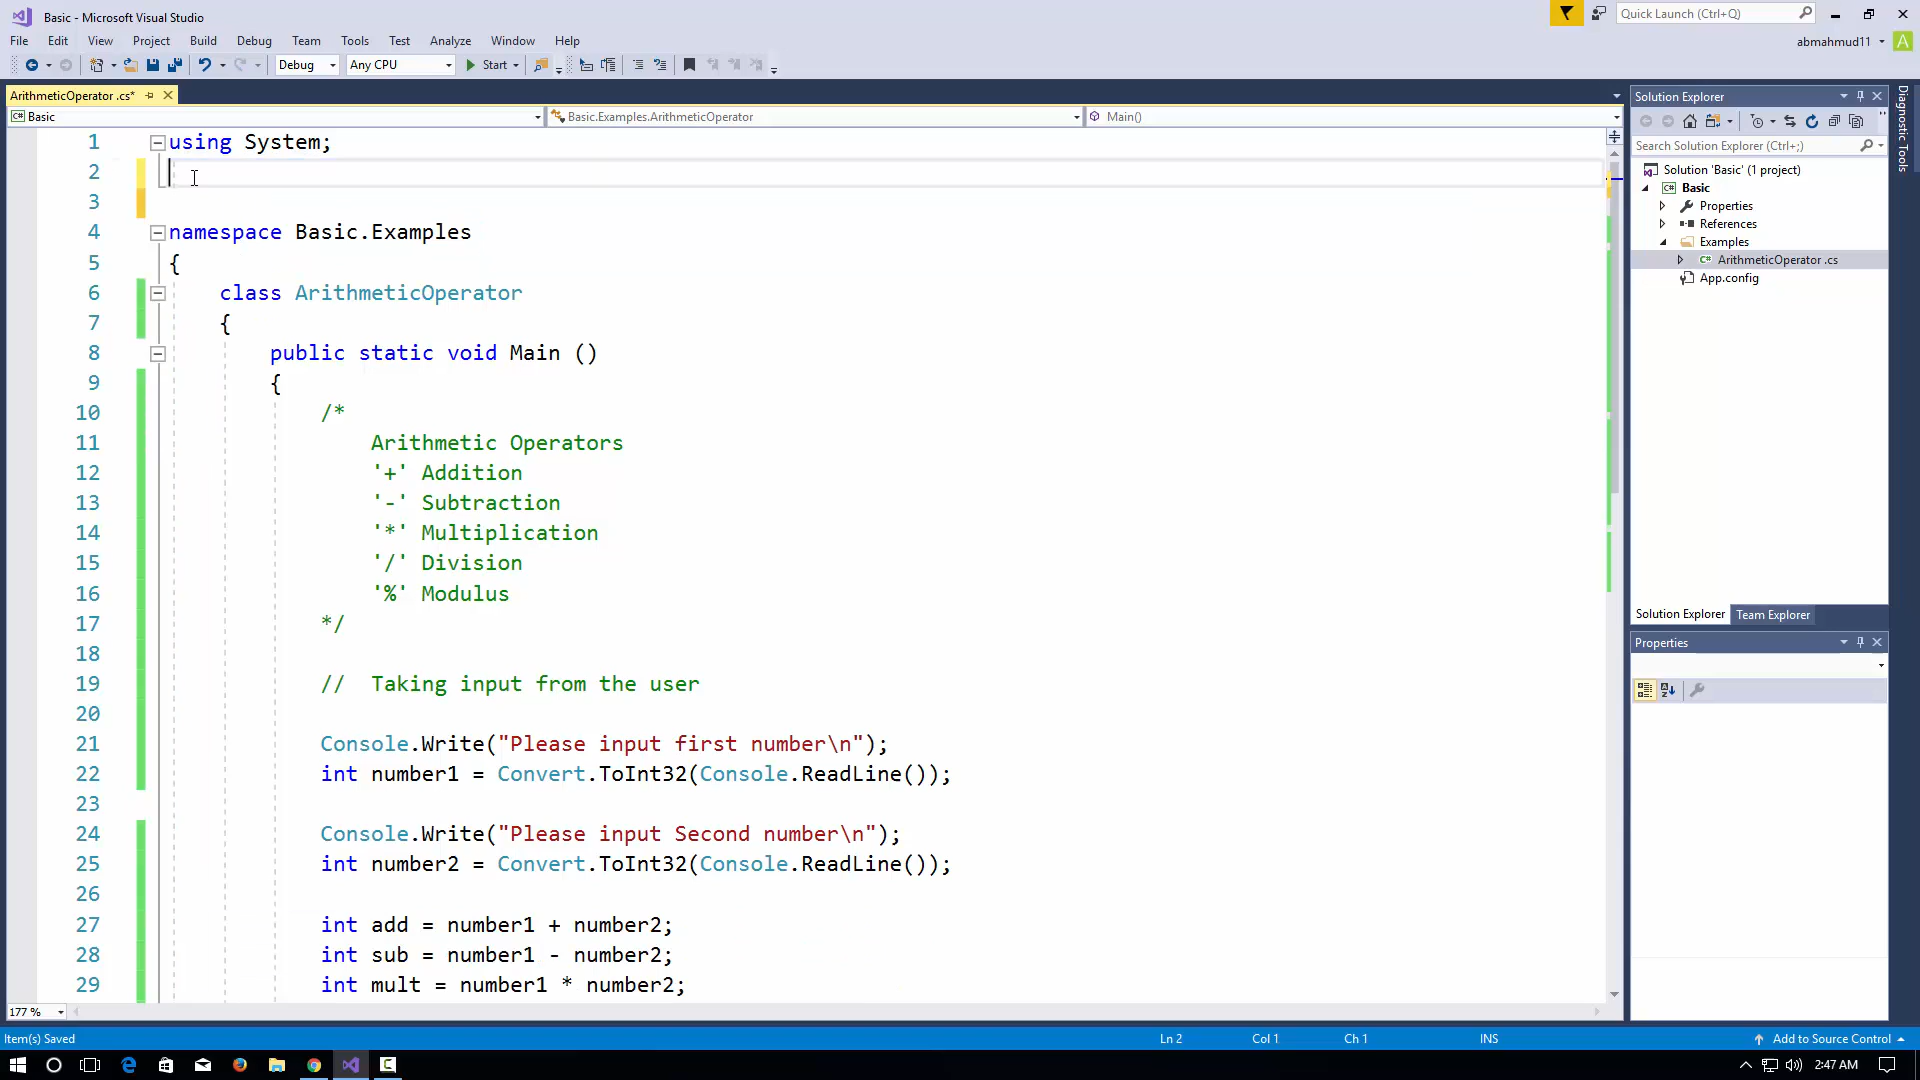 Basic - Microsoft Visual Studio
Quick Launch (Ctrl+Q)
File Edit View Project Build Debug Team Tools Test Analyze Window Help
abmahmud11 A
Debug Any CPU Start
ArithmeticOperator .cs*
Basic Basic.Examples.ArithmeticOperator Main()
1 using System;
2
3
4 namespace Basic.Examples
5 {
6 class ArithmeticOperator
7 {
8 public static void Main ()
9 {
10 /*
11 Arithmetic Operators
12 '+' Addition
13 '-' Subtraction
14 '*' Multiplication
15 '/' Division
16 '%' Modulus
17 */
18
19 // Taking input from the user
20
21 Console.Write("Please input first number\n");
22 int number1 = Convert.ToInt32(Console.ReadLine());
23
24 Console.Write("Please input Second number\n");
25 int number2 = Convert.ToInt32(Console.ReadLine());
26
27 int add = number1 + number2;
28 int sub = number1 - number2;
29 int mult = number1 * number2;
177 %
Solution Explorer
Search Solution Explorer (Ctrl+;)
Solution 'Basic' (1 project)
C# Basic
Properties
References
Examples
C# ArithmeticOperator .cs
App.config
Solution Explorer Team Explorer
Properties
Diagnostic Tools
Item(s) Saved Ln 2 Col 1 Ch 1 INS Add to Source Control
2:47 AM